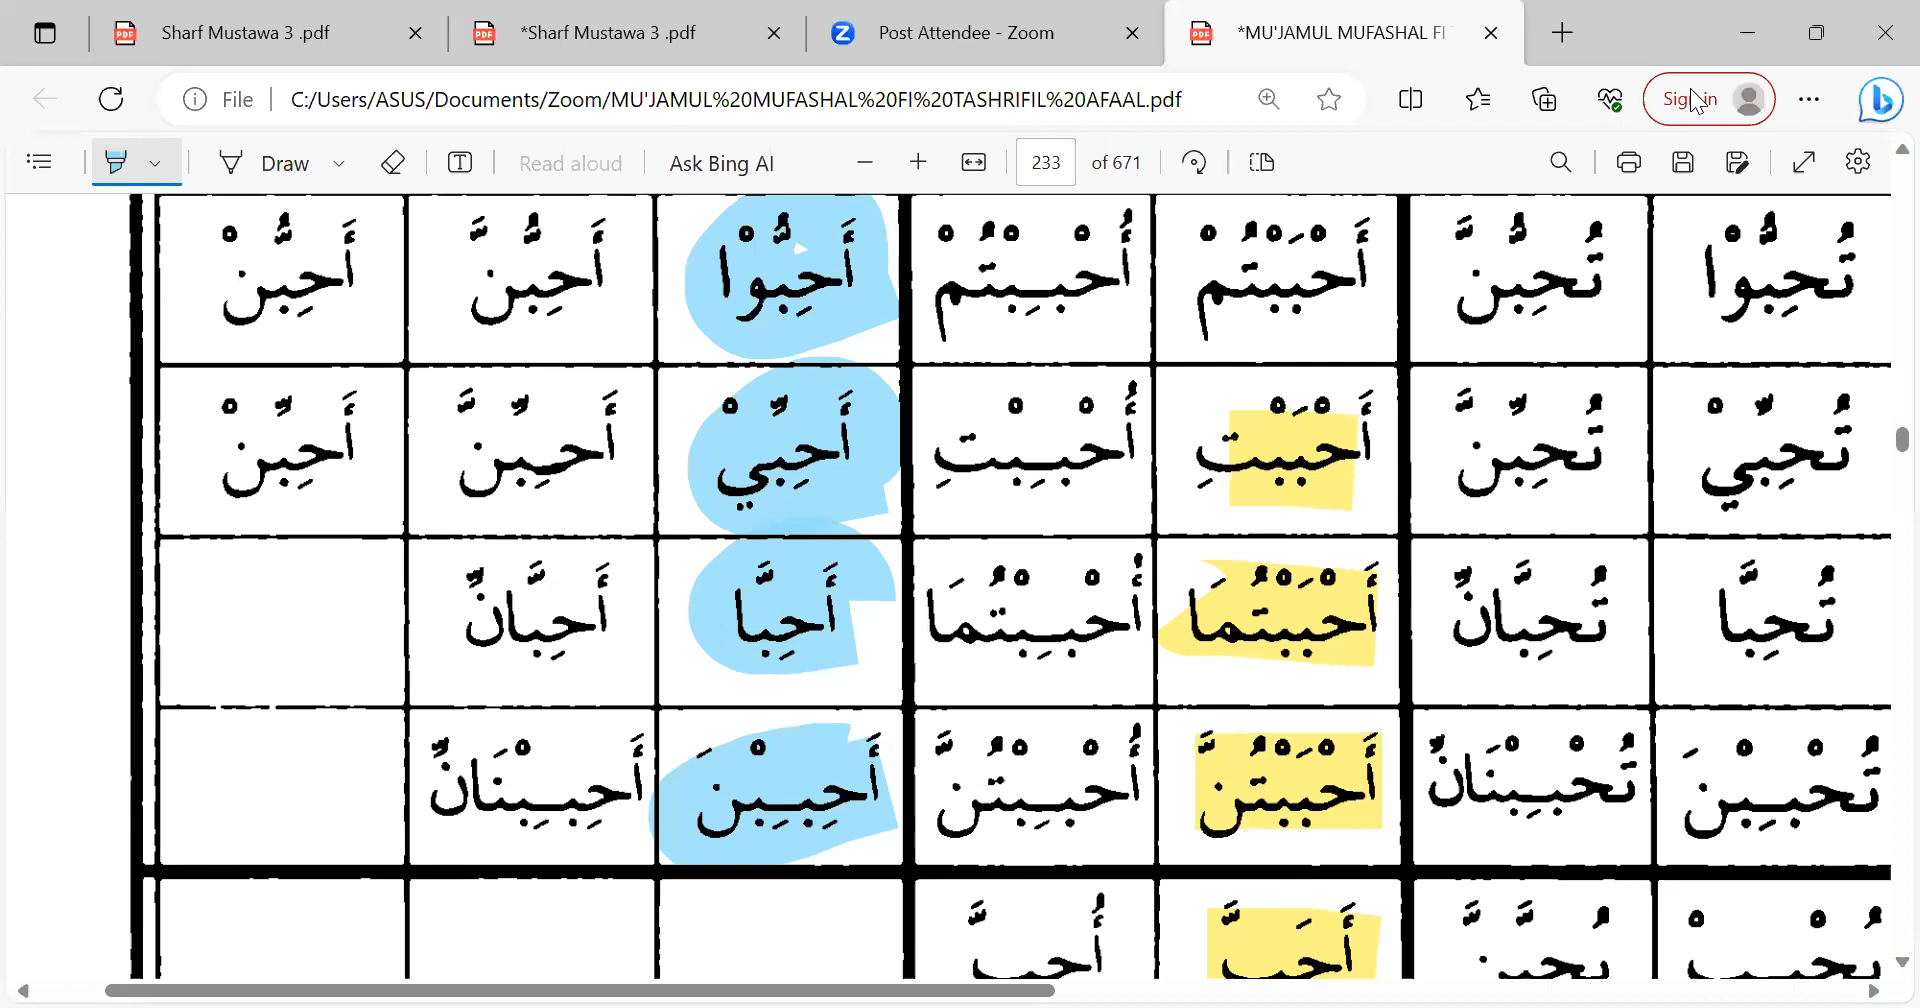 Sharf Mustawa 3 .pdf
*Sharf Mustawa 3 .pdf
Post Attendee - Zoom
*MU'JAMUL MUFASHAL FI
File
C:/Users/ASUS/Documents/Zoom/MU'JAMUL%20MUFASHAL%20FI%20TASHRIFIL%20AFAAL.pdf
Sign in
Draw
Read aloud
Ask Bing AI
233 of 671
تُحِبُّوْا تُحِبُّنَّ أَحْبَبْتُمْ أُحْبِبْتُمْ أَحِبُّوْا أَحِبُّنَّ أَحِبُّنْ
تُحِبِّيْ تُحِبِّنَّ أَحْبَبْتِ أُحْبِبْتِ أَحِبِّيْ أَحِبِّنَّ أَحِبِّنْ
تُحِبَّا تُحِبَّانِّ أَحْبَبْتُمَا أُحْبِبْتُمَا أَحِبَّا أَحِبَّانِّ
تُحْبِبْنَ تُحْبِبْنَانِّ أَحْبَبْتُنَّ أُحْبِبْتُنَّ أَحِبِبْنَ أَحِبِبْنَانِّ
أَحَبَّ